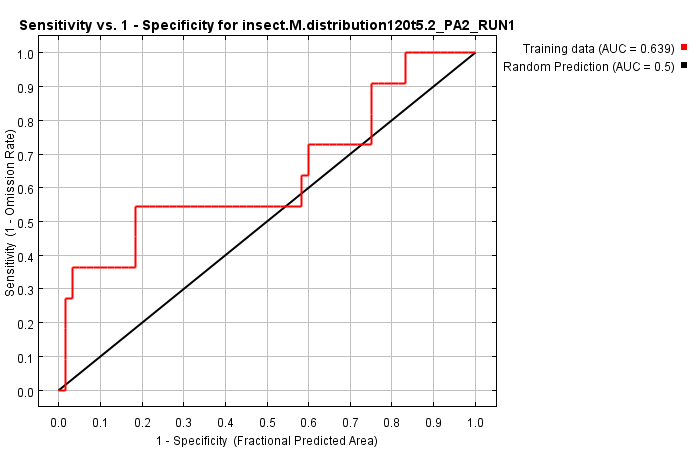 Sensitivity vs. 1 - Specificity for insect.M.distribution120t5.2_PA2_RUN1
Training data (AUC = 0.639)
Random Prediction (AUC = 0.5)
Sensitivity (1 - Omission Rate)
1.0
0.9
0.8
0.7
0.6
0.5
0.4
0.3
0.2
0.1
0.0
0.0 0.1 0.2 0.3 0.4 0.5 0.6 0.7 0.8 0.9 1.0
1 - Specificity (Fractional Predicted Area)